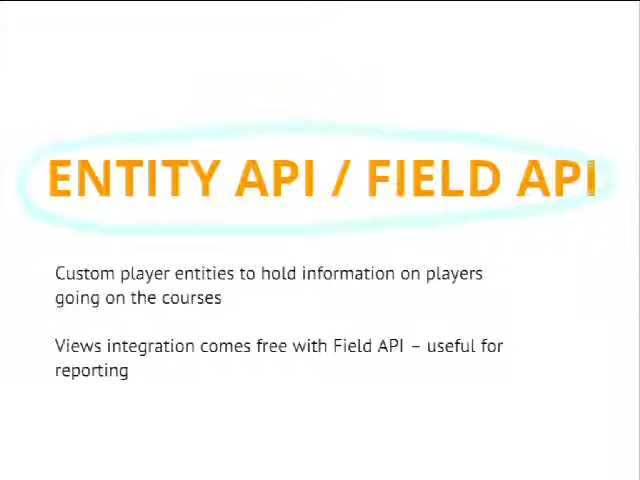 ENTITY API / FIELD API
Custom player entities to hold information on players
going on the courses
Views integration comes free with Field API – useful for
reporting